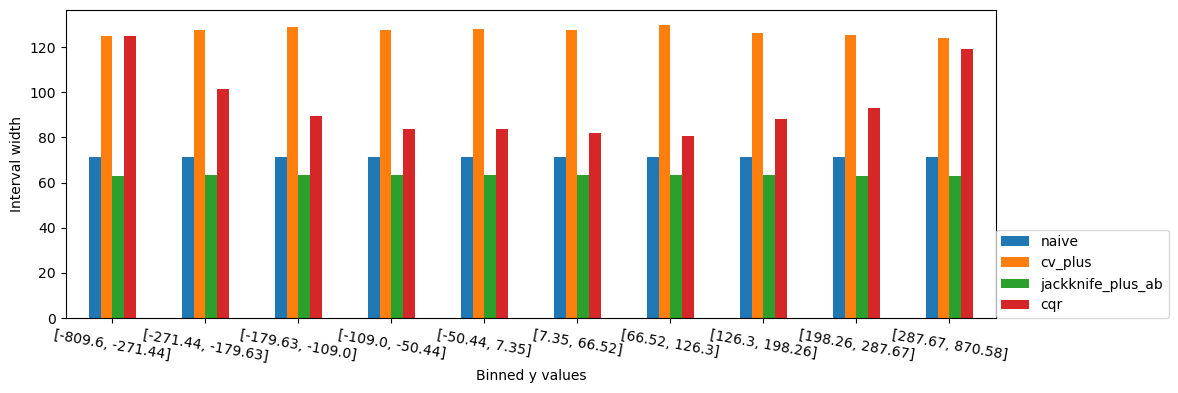 Interval width
120
100
80
60
40
20
0
[-809.6, -271.44]
[-271.44, -179.63]
[-179.63, -109.0]
[-109.0, -50.44]
[-50.44, 7.35]
[7.35, 66.52]
[66.52, 126.3]
[126.3, 198.26]
[198.26, 287.67]
[287.67, 870.58]
Binned y values
naive
cv_plus
jackknife_plus_ab
cqr